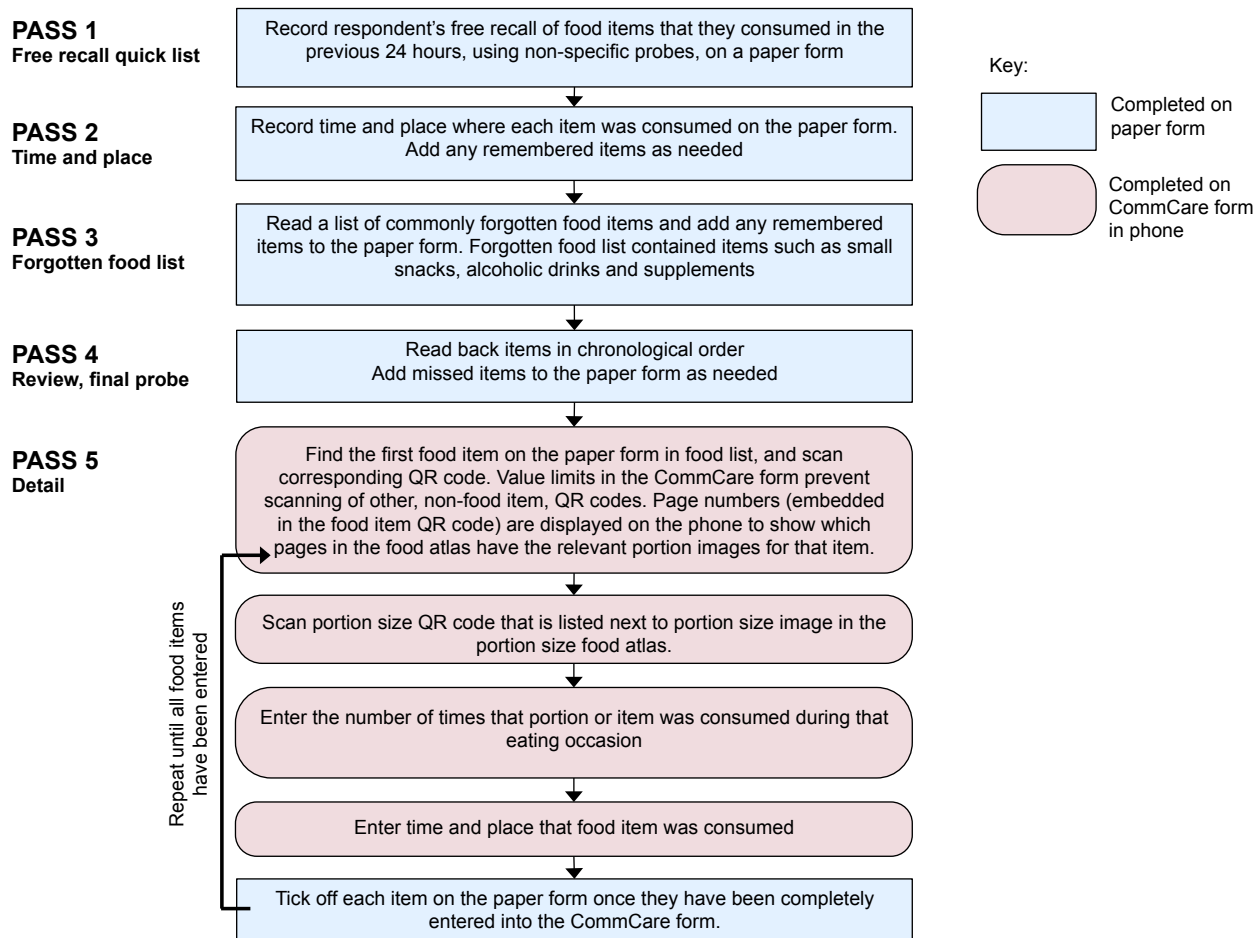 PASS 1
Free recall quick list
Record respondent’s free recall of food items that they consumed in the
previous 24 hours, using non-specific probes, on a paper form
Key:
Completed on
paper form
Completed on
CommCare form
in phone
PASS 2
Time and place
Record time and place where each item was consumed on the paper form.
Add any remembered items as needed
PASS 3
Forgotten food list
Read a list of commonly forgotten food items and add any remembered
items to the paper form. Forgotten food list contained items such as small
snacks, alcoholic drinks and supplements
PASS 4
Review, final probe
Read back items in chronological order
Add missed items to the paper form as needed
PASS 5
Detail
Find the first food item on the paper form in food list, and scan
corresponding QR code. Value limits in the CommCare form prevent
scanning of other, non-food item, QR codes. Page numbers (embedded
in the food item QR code) are displayed on the phone to show which
pages in the food atlas have the relevant portion images for that item.
Scan portion size QR code that is listed next to portion size image in the
portion size food atlas.
Enter the number of times that portion or item was consumed during that
eating occasion
Enter time and place that food item was consumed
Tick off each item on the paper form once they have been completely
entered into the CommCare form.
Repeat until all food items
have been entered